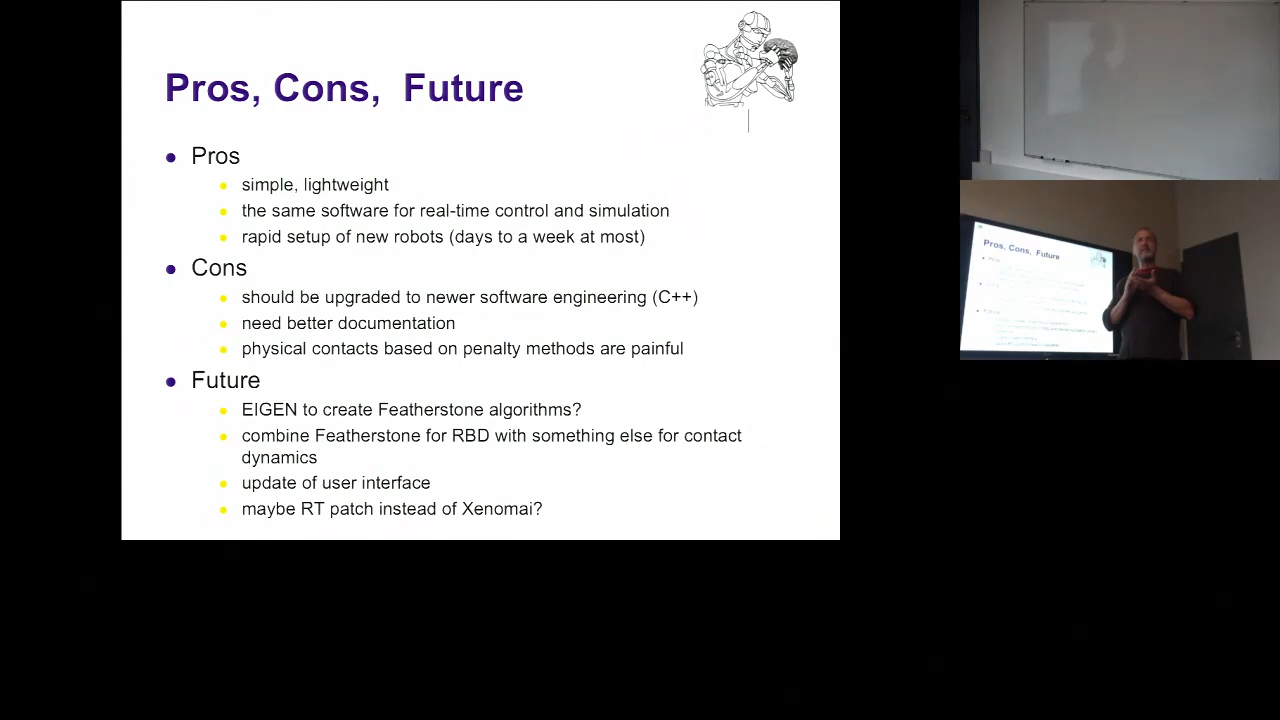 Pros, Cons, Future
Pros
simple, lightweight
the same software for real-time control and simulation
rapid setup of new robots (days to a week at most)
Cons
should be upgraded to newer software engineering (C++)
need better documentation
physical contacts based on penalty methods are painful
Future
EIGEN to create Featherstone algorithms?
combine Featherstone for RBD with something else for contact
dynamics
update of user interface
maybe RT patch instead of Xenomai?
Pros, Cons, Future